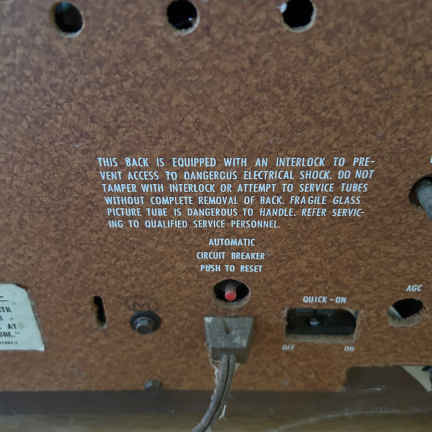 THIS BACK IS EQUIPPED WITH AN INTERLOCK TO PRE-
VENT ACCESS TO DANGEROUS ELECTRICAL SHOCK. DO NOT
TAMPER WITH INTERLOCK OR ATTEMPT TO SERVICE TUBES
WITHOUT COMPLETE REMOVAL OF BACK. FRAGILE GLASS
PICTURE TUBE IS DANGEROUS TO HANDLE. REFER SERVIC-
ING TO QUALIFIED SERVICE PERSONNEL.
AUTOMATIC
CIRCUIT BREAKER
PUSH TO RESET
QUICK-ON
OFF ON
AGC
AT